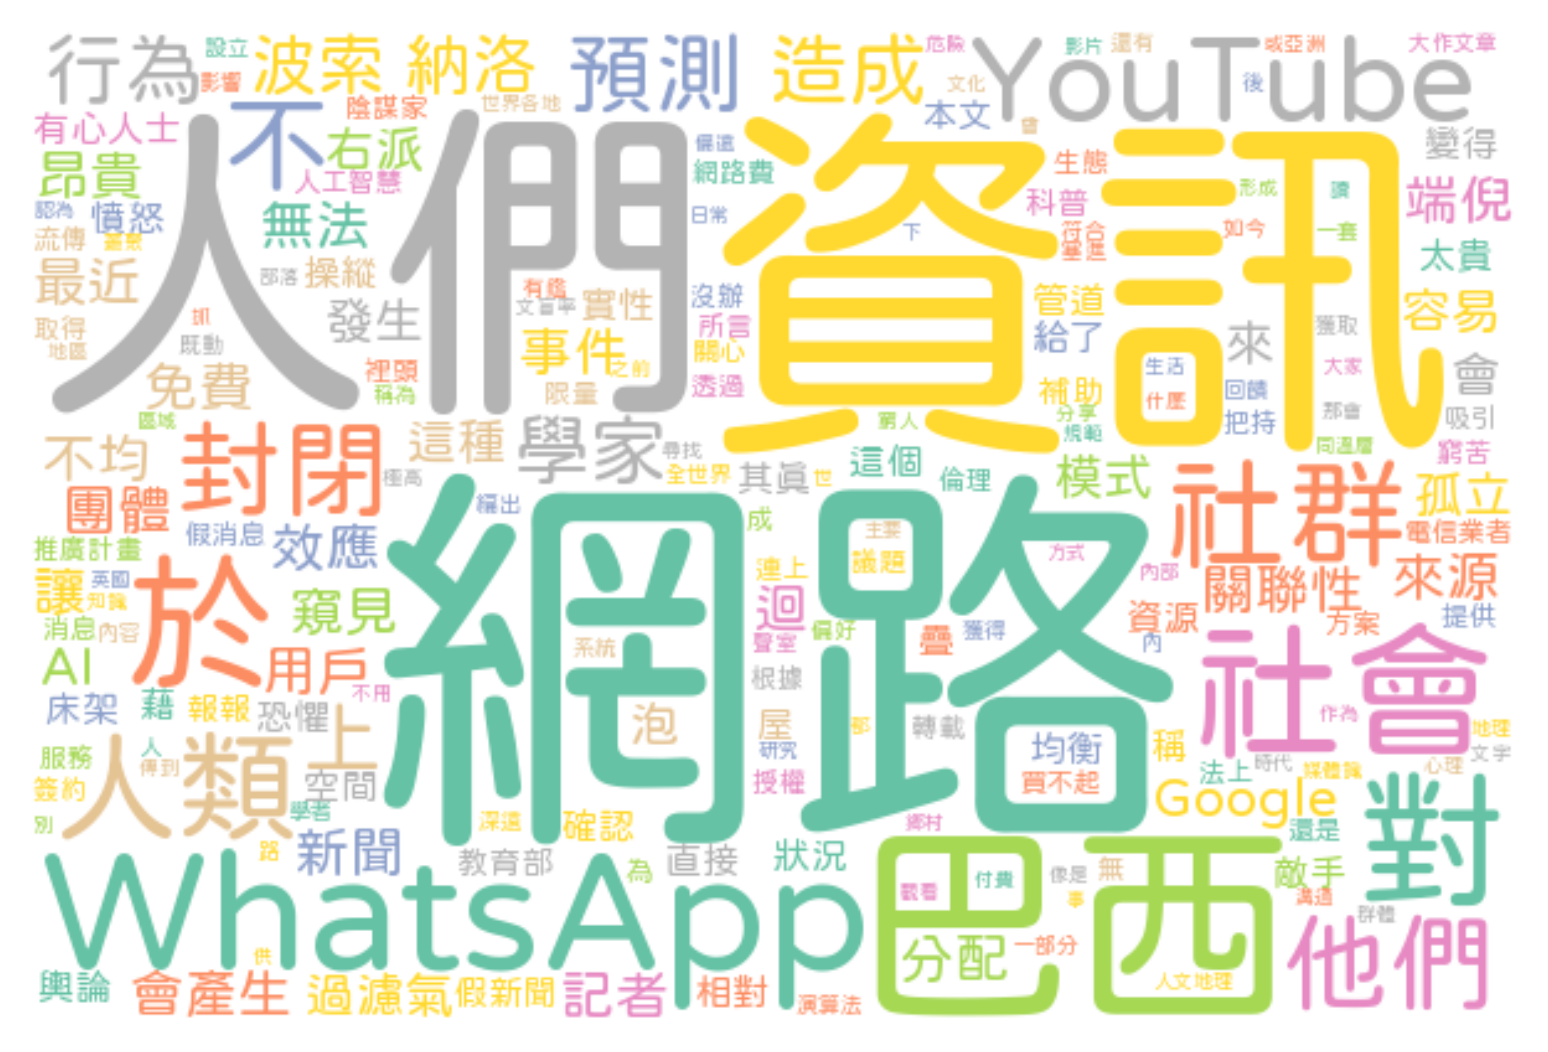 行為
設立
影響
波索納洛
預測
造成
危險
YouTube
影片
還有
或亞洲
大作文章
文化
後
有心人士
不
陰謀家
世界各地
本文
曾
昂貴
右派
人工智慧
人們
網路費
資訊
生態
變得
認為
憤怒
無法
日常
科普
形成
讀
端倪
流傳
下
符合
塞進
如今
一套
最近
部落
操縱
有鑑
文盲率
實性
沒辦
管道
太貴
取得
地區
抓
既動
發生
事件
之前
所言
關心
給了
來
獲取
容易
免費
裡頭
稱為
限量
透過
補助
生活
什麼
回饋
大家
會
區域
窮人
分享
規範
把持
那會
吸引
不均
封閉
這種
學家
尋找
全世界
其真
世
這個
倫理
模式
同溫層
窮苦
團體
極高
編出
成
社群
孤立
推廣計畫
假消息
效應
網路
主要
議題
方式
電信業者
讓
英國
知識
於
窺見
連上
迴
內部
關聯性
來源
消息
內容
聲室
偏好
疊
獲得
資源
內
方案
提供
AI
用戶
系統
根據
社會
床架
藉
報報
恐懼
不用
泡
屋
部
轉載
作為
地理
服務
人
得到
人類
上
研究
均衡
稱
文字
簽約
空間
授權
買不起
法上
時代
媒體識
心理
別
學者
深遠
確認
鄉村
Google
還是
對
路
新聞
教育部
為
直接
狀況
巴西
像是
無
敵手
WhatsApp
觀看
付費
事
溝通
群體
供
分配
一部分
他們
輿論
會產生
過濾氣
假新聞
記者
相對
演算法
人文地理